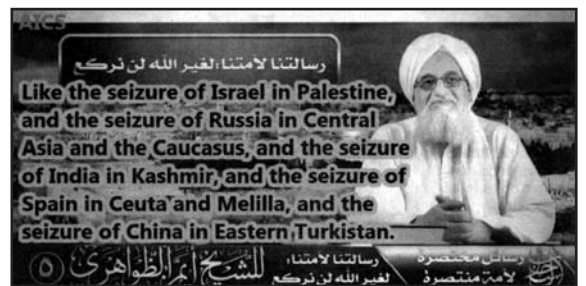 AICS
رسالتنا لأمتنا: لغير الله لن نركع
Like the seizure of Israel in Palestine,
and the seizure of Russia in Central
Asia and the Caucasus, and the seizure
of India in Kashmir, and the seizure of
Spain in Ceuta and Melilla, and the
seizure of China in Eastern Turkistan.
رسائل مختصرة
لأمة منتصرة
رسالتنا لأمتنا:
لغير الله لن نركع
للشيخ أيمن الظواهري
٥